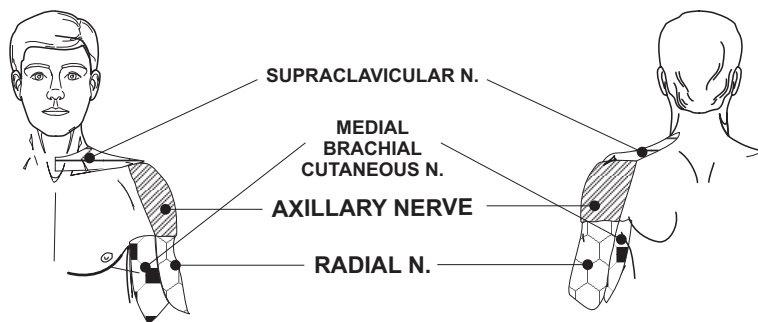 SUPRACLAVICULAR N.
MEDIAL
BRACHIAL
CUTANEOUS N.
AXILLARY NERVE
RADIAL N.